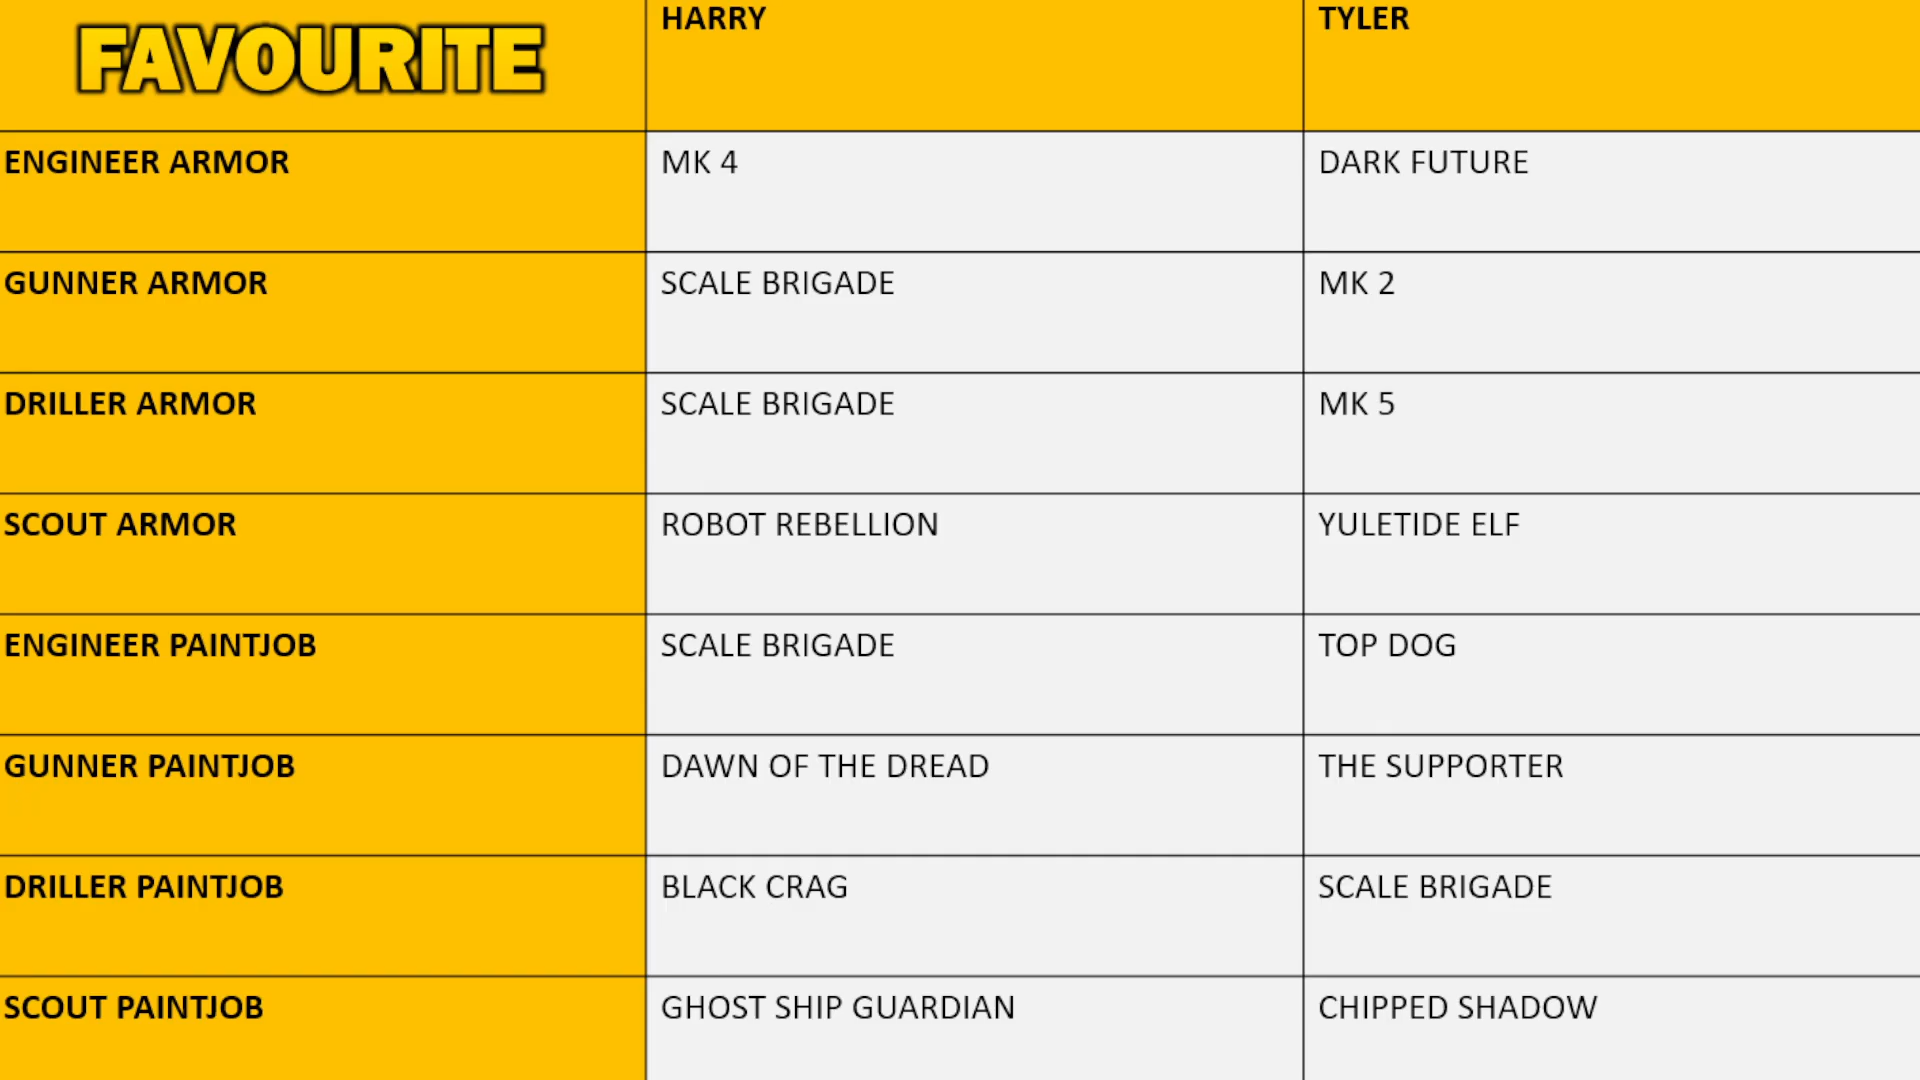 FAVOURITE HARRY TYLER
ENGINEER ARMOR MK 4 DARK FUTURE
GUNNER ARMOR SCALE BRIGADE MK 2
DRILLER ARMOR SCALE BRIGADE MK 5
SCOUT ARMOR ROBOT REBELLION YULETIDE ELF
ENGINEER PAINTJOB SCALE BRIGADE TOP DOG
GUNNER PAINTJOB DAWN OF THE DREAD THE SUPPORTER
DRILLER PAINTJOB BLACK CRAG SCALE BRIGADE
SCOUT PAINTJOB GHOST SHIP GUARDIAN CHIPPED SHADOW